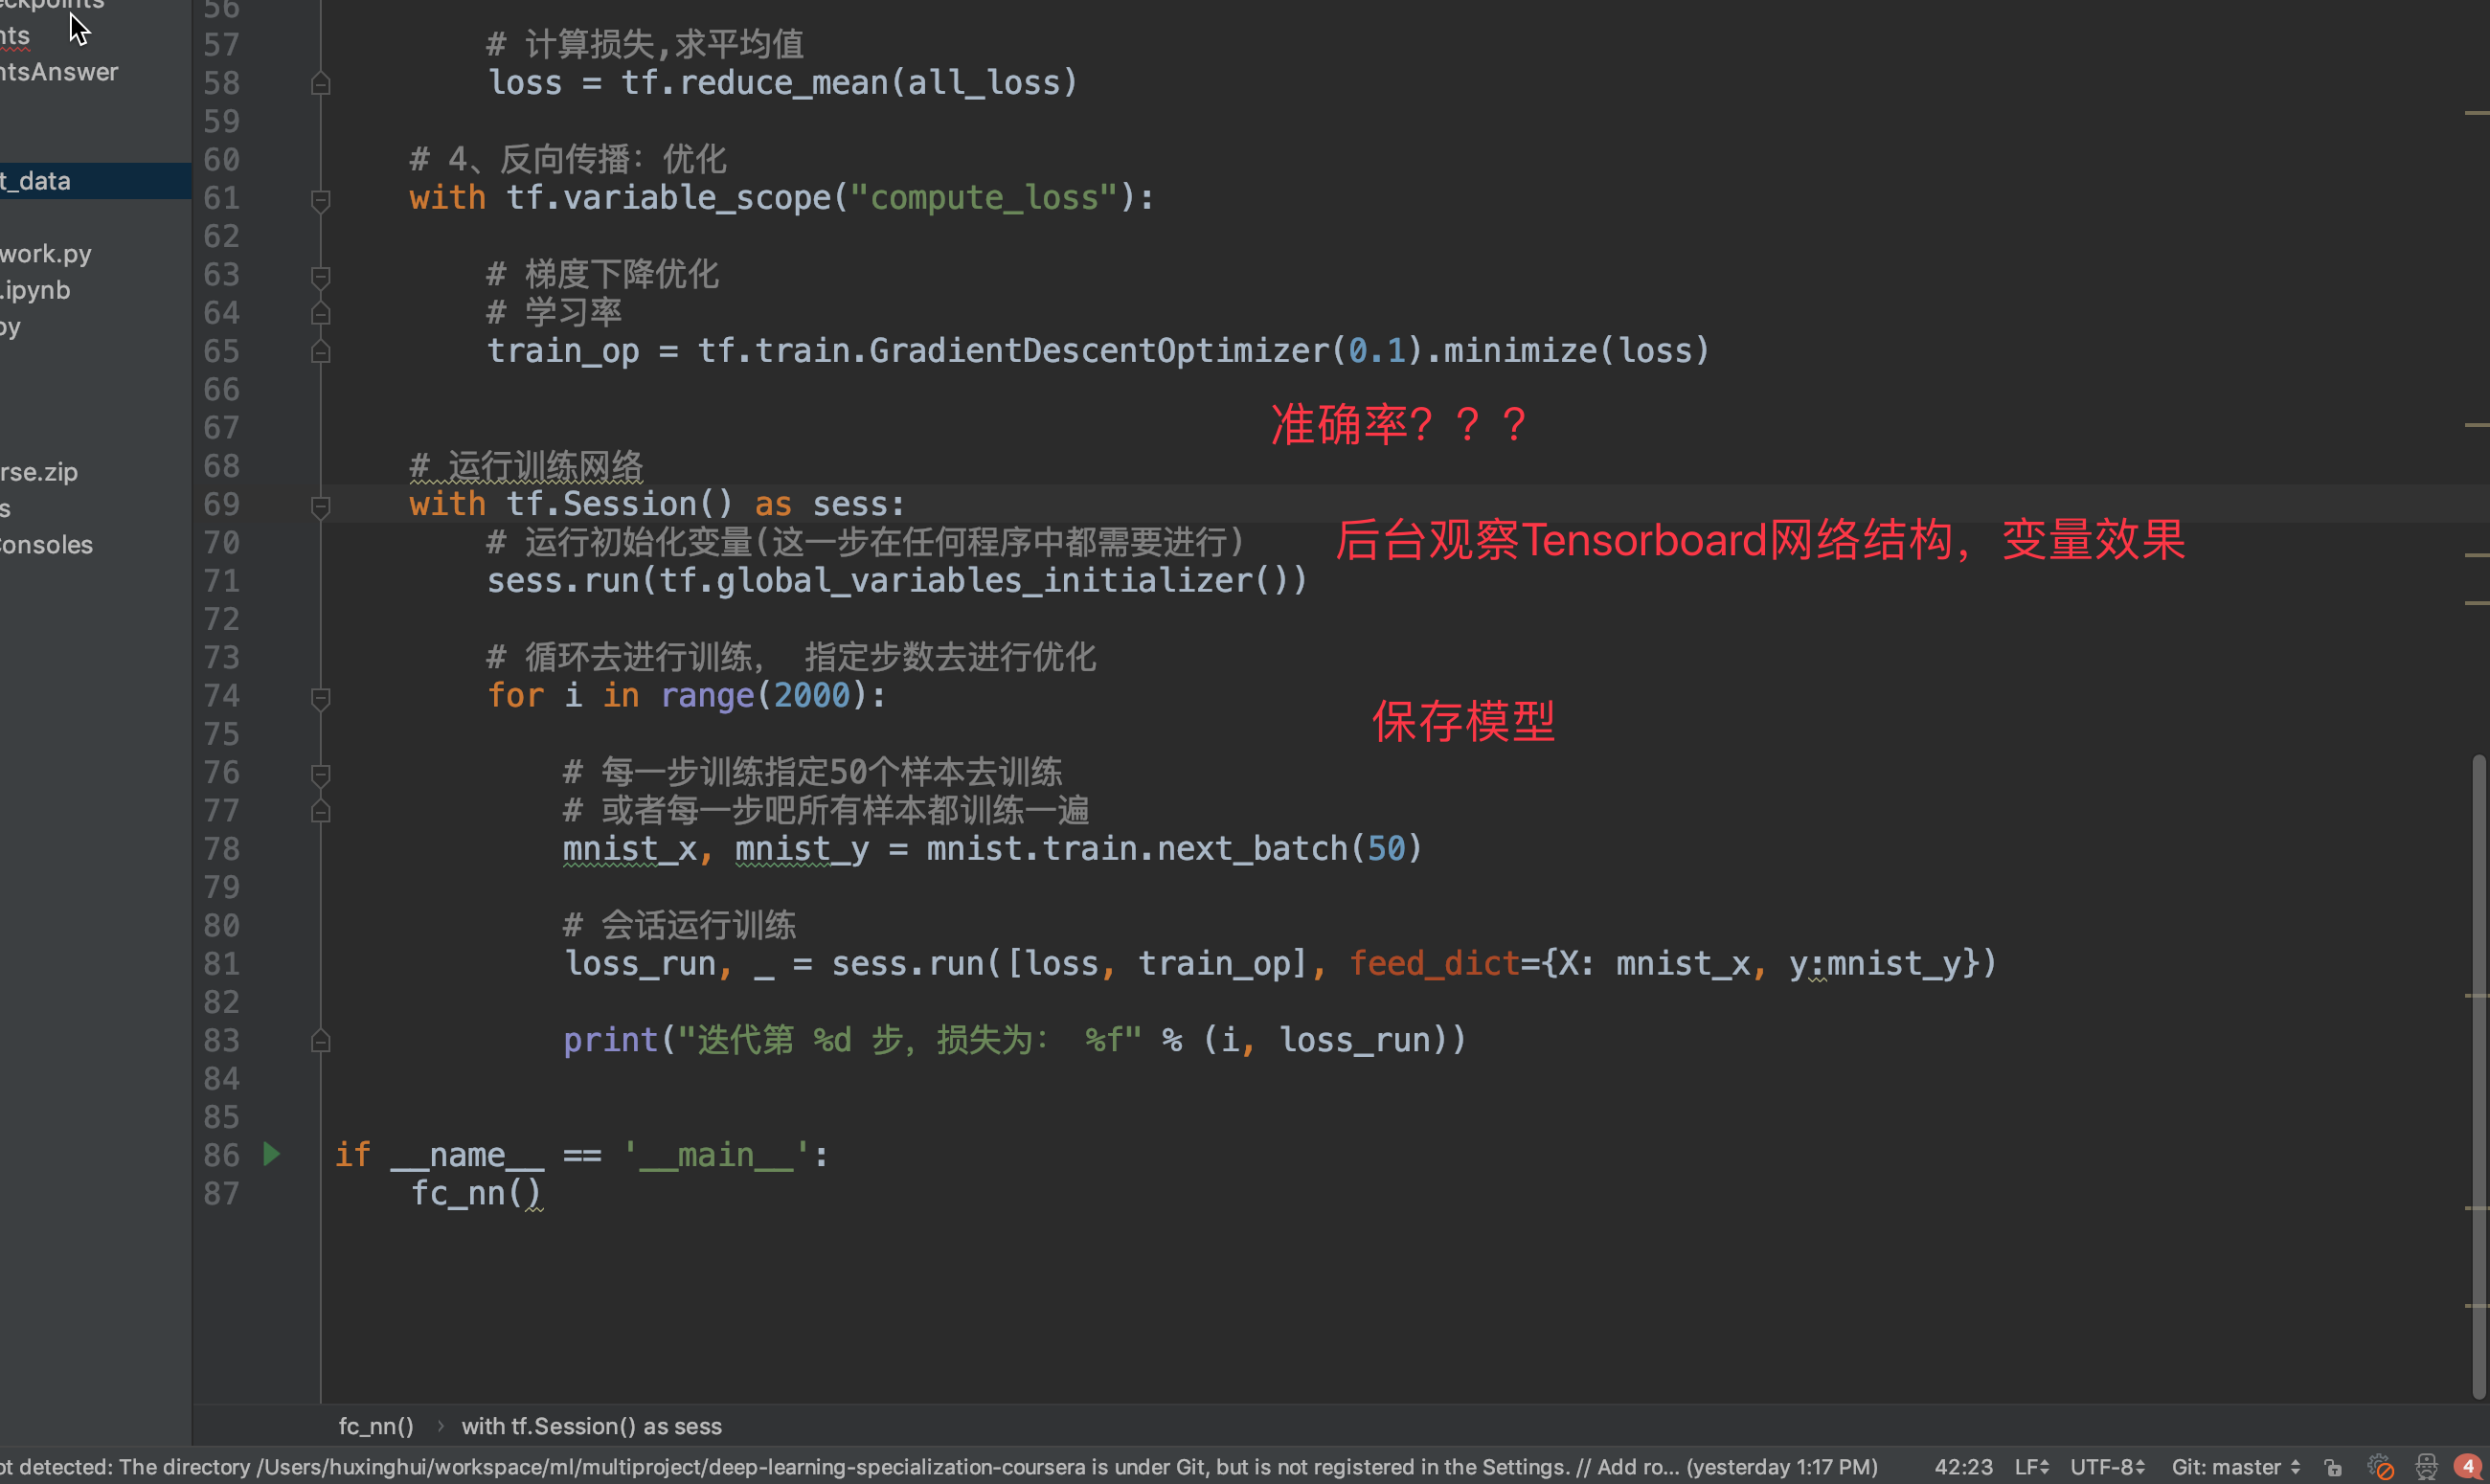 nts
ntsAnswer
t_data
work.py
.ipynb
py
rse.zip
s
Consoles
56
57 # 计算损失,求平均值
58 loss = tf.reduce_mean(all_loss)
59
60 # 4、反向传播：优化
61 with tf.variable_scope("compute_loss"):
62
63 # 梯度下降优化
64 # 学习率
65 train_op = tf.train.GradientDescentOptimizer(0.1).minimize(loss)
66
67
准确率？？？
68 # 运行训练网络
69 with tf.Session() as sess:
70 # 运行初始化变量(这一步在任何程序中都需要进行)
后台观察Tensorboard网络结构，变量效果
71 sess.run(tf.global_variables_initializer())
72
73 # 循环去进行训练， 指定步数去进行优化
74 for i in range(2000):
保存模型
75
76 # 每一步训练指定50个样本去训练
77 # 或者每一步吧所有样本都训练一遍
78 mnist_x, mnist_y = mnist.train.next_batch(50)
79
80 # 会话运行训练
81 loss_run, _ = sess.run([loss, train_op], feed_dict={X: mnist_x, y:mnist_y})
82
83 print("迭代第 %d 步，损失为： %f" % (i, loss_run))
84
85
86 if __name__ == '__main__':
87 fc_nn()
fc_nn() › with tf.Session() as sess
ot detected: The directory /Users/huxinghui/workspace/ml/multiproject/deep-learning-specialization-coursera is under Git, but is not registered in the Settings. // Add ro... (yesterday 1:17 PM) 42:23 LF UTF-8 Git: master 4